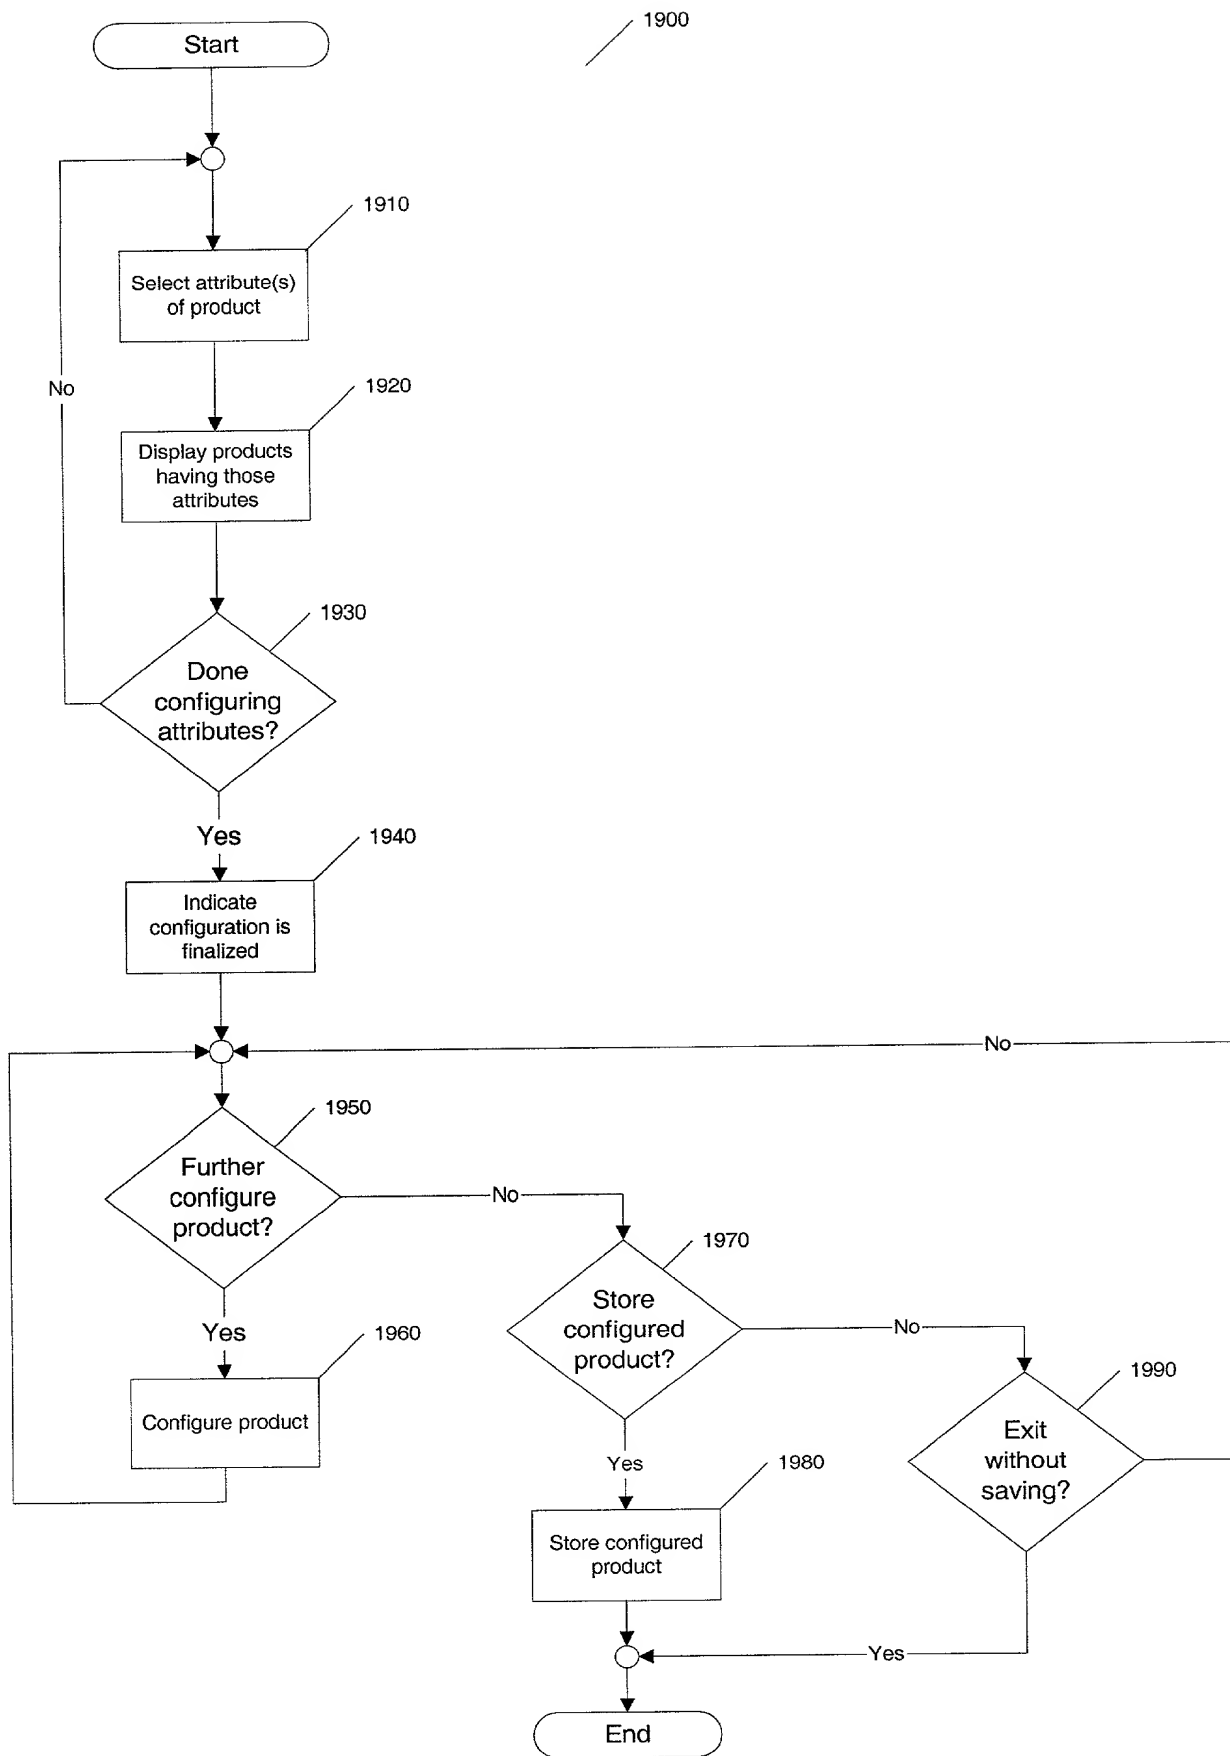 Start
1900
1910
Select attribute(s)
of product
No
1920
Display products
having those
attributes
1930
Done
configuring
attributes?
Yes
1940
Indicate
configuration is
finalized
No
1950
Further
configure
product?
No
1970
Store
configured
product?
Yes
1960
No
1990
Configure product
Exit
without
saving?
Yes
1980
Store configured
product
Yes
End